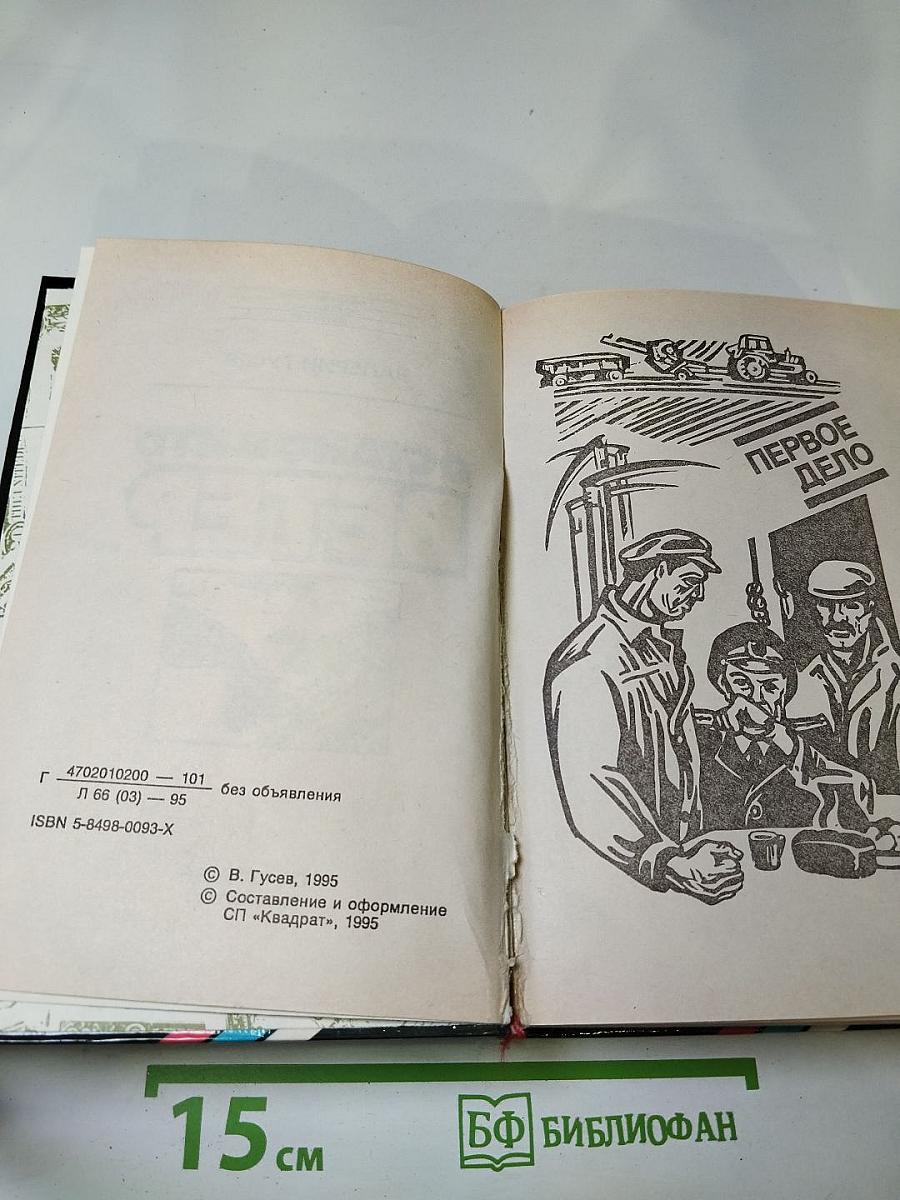 Г 4702010200 — 101
Л 66 (03) — 95
без объявления
ISBN 5-8498-0093-X
© В. Гусев, 1995
© Составление и оформление
СП «Квадрат», 1995
ПЕРВОЕ
ДЕЛО
15 см
БФ БИБЛИОФАН